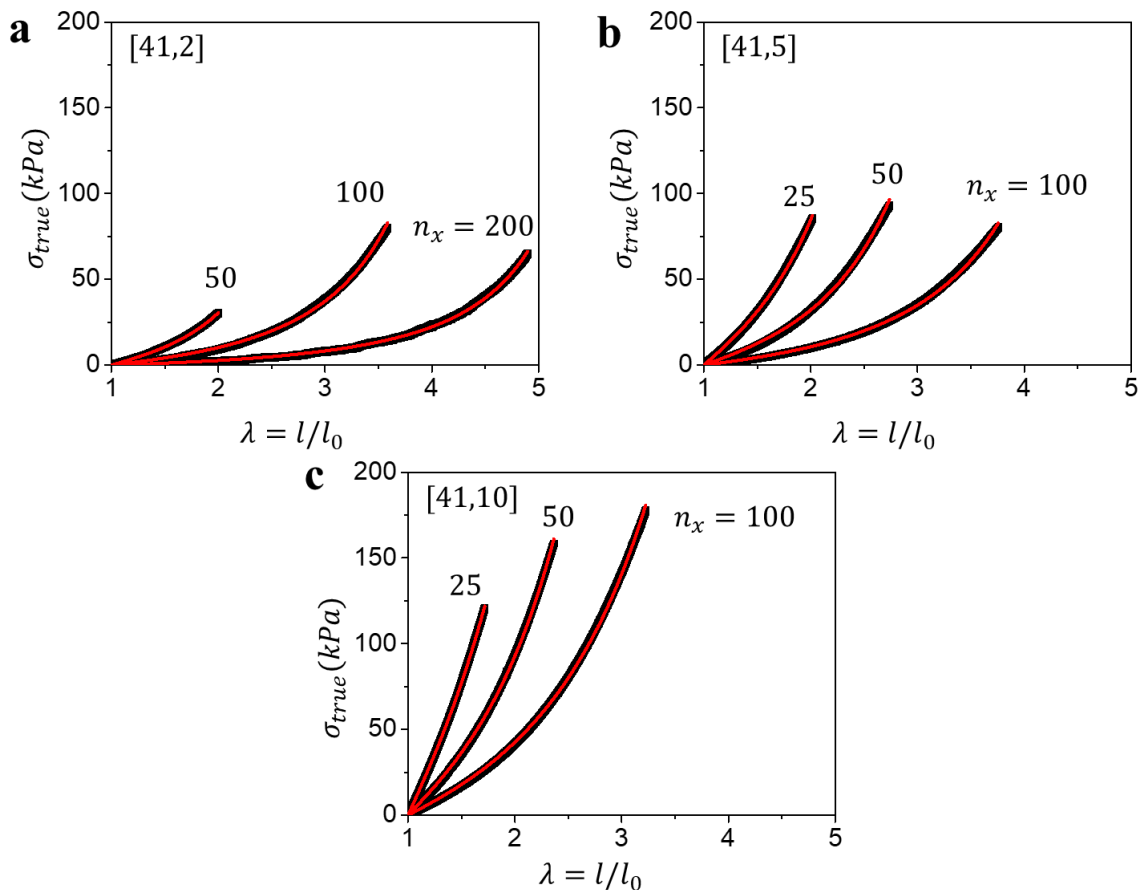 a
[41,2]
200
150
100
50
0
σ_true (kPa)
50
100
n_x = 200
1 2 3 4 5
λ = l/l_0
b
[41,5]
200
150
100
50
0
σ_true (kPa)
25
50
n_x = 100
1 2 3 4 5
λ = l/l_0
c
[41,10]
200
150
100
50
0
σ_true (kPa)
25
50
n_x = 100
1 2 3 4 5
λ = l/l_0